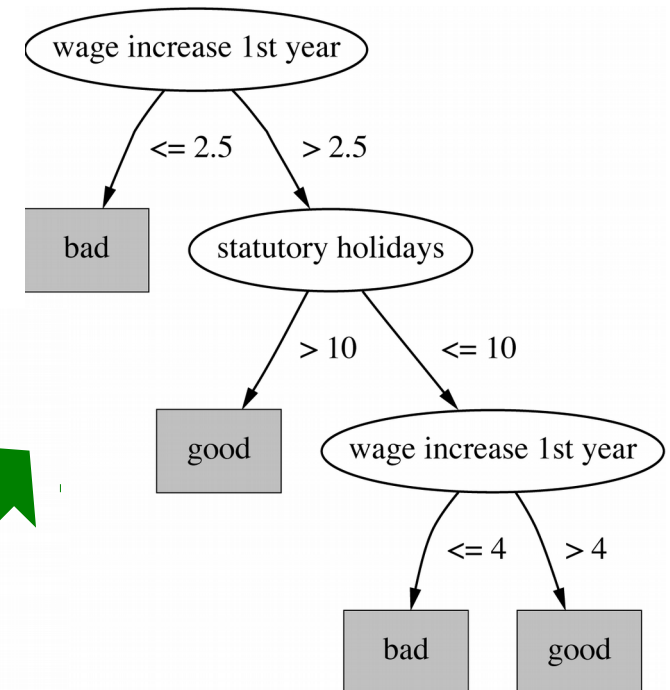 wage increase 1st year
<= 2.5
> 2.5
bad
statutory holidays
> 10
<= 10
good
wage increase 1st year
<= 4
> 4
bad
good